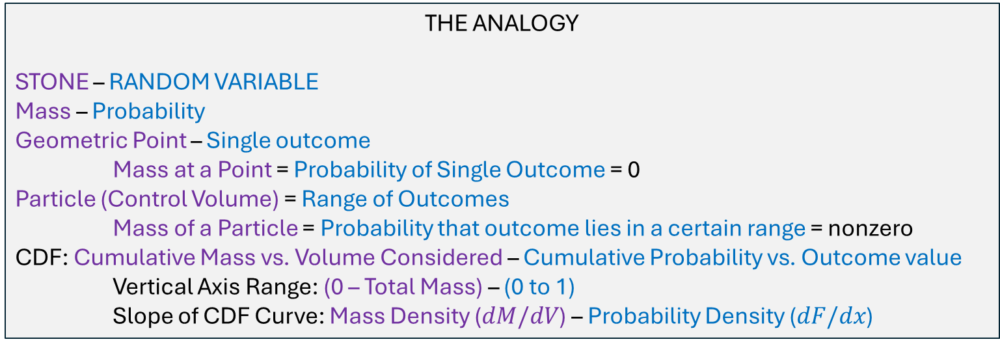 THE ANALOGY
STONE – RANDOM VARIABLE
Mass – Probability
Geometric Point – Single outcome
Mass at a Point = Probability of Single Outcome = 0
Particle (Control Volume) = Range of Outcomes
Mass of a Particle = Probability that outcome lies in a certain range = nonzero
CDF: Cumulative Mass vs. Volume Considered – Cumulative Probability vs. Outcome value
Vertical Axis Range: (0 – Total Mass) – (0 to 1)
Slope of CDF Curve: Mass Density (dM/dV) – Probability Density (dF/dx)